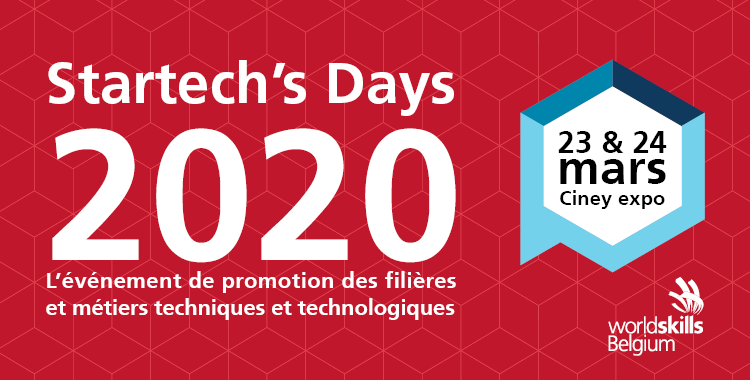 Startech's Days
2020
L'événement de promotion des filières
et métiers techniques et technologiques
23 & 24
mars
Ciney expo
worldskills
Belgium